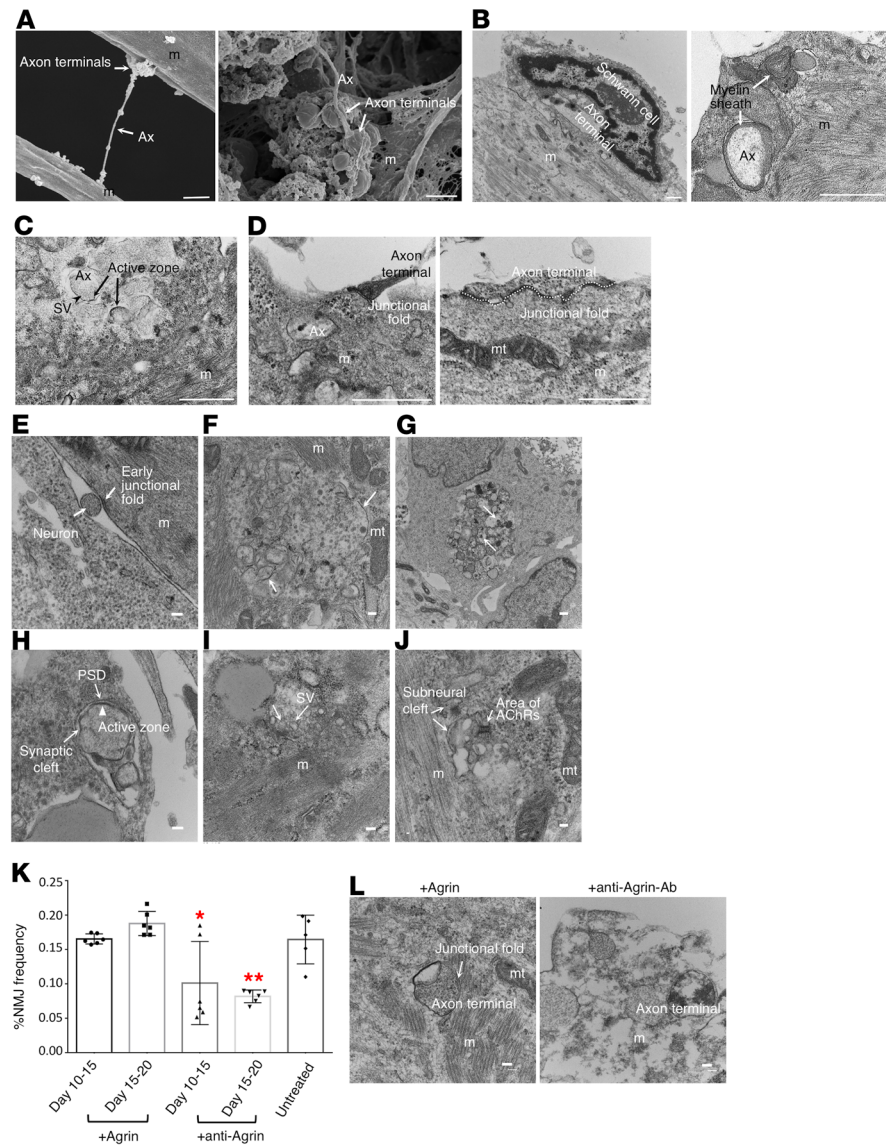 A
Axon terminals
m
Ax
m
Ax
Axon terminals
m
B
Schwann cell
Axon
terminal
m
Myelin
sheath
m
Ax
C
Ax
Active zone
SV
m
D
Axon
terminal
Junctional
fold
Ax
m
Axon terminal
Junctional fold
mt
m
E
Early
junctional
fold
m
Neuron
F
m
mt
G
H
PSD
Active zone
Synaptic
cleft
I
SV
m
J
Subneural
cleft
Area of
AChRs
m
mt
K
%NMJ frequency
0.25
0.20
0.15
0.10
0.05
0.00
*
**
Day 10-15
Day 15-20
Day 10-15
Day 15-20
Untreated
+Agrin
+anti-Agrin
L
+Agrin
+anti-Agrin-Ab
Junctional fold
mt
Axon terminal
m
Axon terminal
m